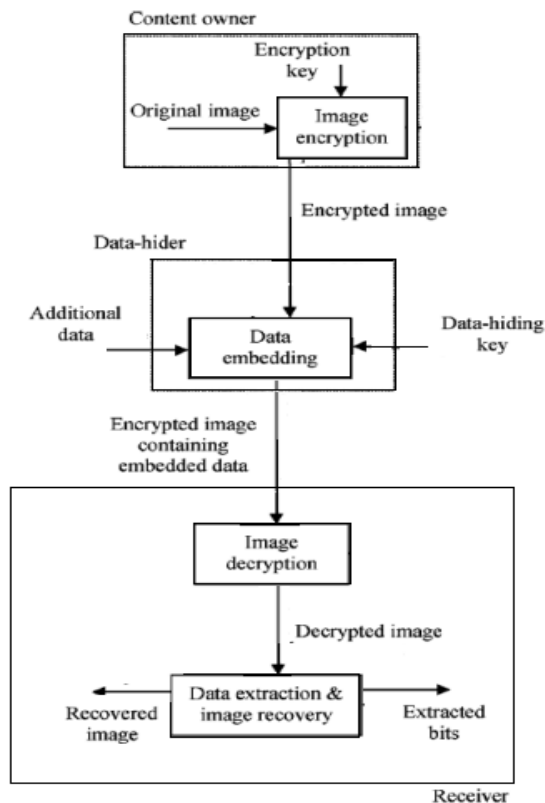 Content owner
Encryption
key
Original image
Image
encryption
Encrypted image
Data-hider
Additional
data
Data
embedding
Data-hiding
key
Encrypted image
containing
embedded data
Image
decryption
Decrypted image
Data extraction &
image recovery
Recovered
image
Extracted
bits
Receiver